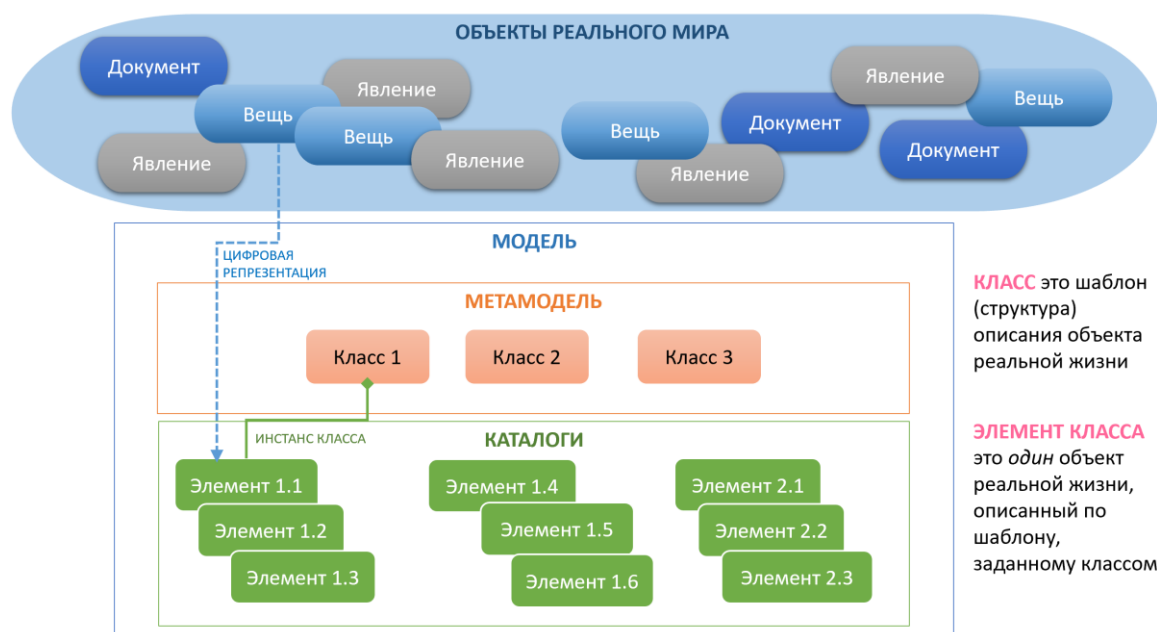 ОБЪЕКТЫ РЕАЛЬНОГО МИРА
Документ
Вещь
Явление
Вещь
Явление
Явление
Вещь
Документ
Явление
Явление
Вещь
Документ
МОДЕЛЬ
ЦИФРОВАЯ
РЕПРЕЗЕНТАЦИЯ
МЕТАМОДЕЛЬ
Класс 1
Класс 2
Класс 3
ИНСТАНС КЛАССА
КАТАЛОГИ
Элемент 1.1
Элемент 1.2
Элемент 1.3
Элемент 1.4
Элемент 1.5
Элемент 1.6
Элемент 2.1
Элемент 2.2
Элемент 2.3
КЛАСС это шаблон
(структура)
описания объекта
реальной жизни
ЭЛЕМЕНТ КЛАССА
это один объект
реальной жизни,
описанный по
шаблону,
заданному классом